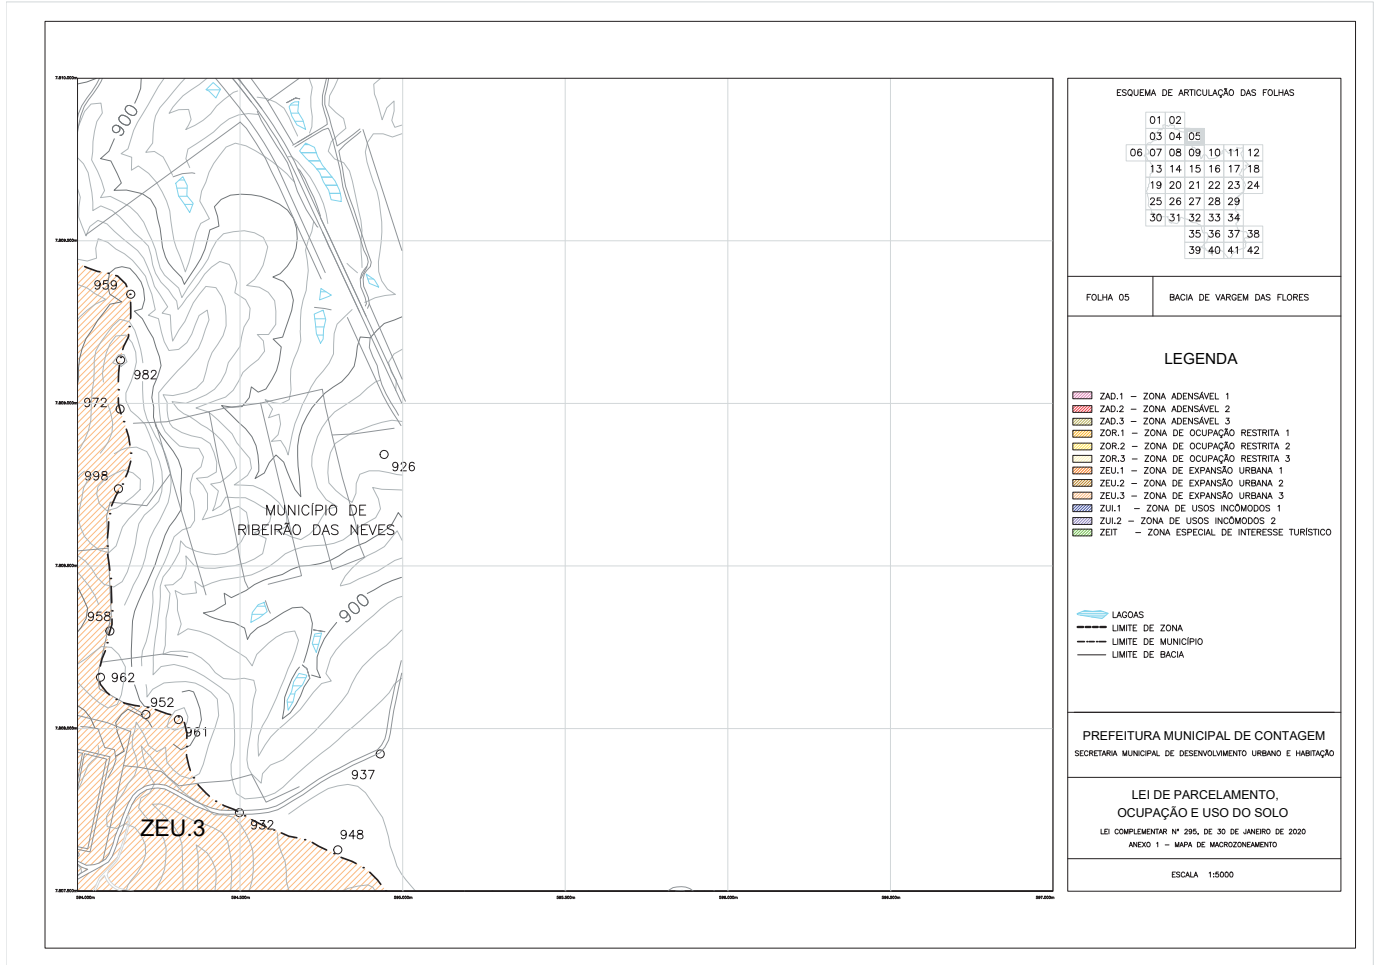 7.810.000m
900
959
982
972
926
998
MUNICÍPIO DE
RIBEIRÃO DAS NEVES
958
900
962
952
961
937
ZEU.3
932
948
ESQUEMA DE ARTICULAÇÃO DAS FOLHAS
01 02
03 04 05
06 07 08 09 10 11 12
13 14 15 16 17 18
19 20 21 22 23 24
25 26 27 28 29
30 31 32 33 34
35 36 37 38
39 40 41 42
FOLHA 05
BACIA DE VARGEM DAS FLORES
LEGENDA
ZAD.1 – ZONA ADENSÁVEL 1
ZAD.2 – ZONA ADENSÁVEL 2
ZAD.3 – ZONA ADENSÁVEL 3
ZOR.1 – ZONA DE OCUPAÇÃO RESTRITA 1
ZOR.2 – ZONA DE OCUPAÇÃO RESTRITA 2
ZOR.3 – ZONA DE OCUPAÇÃO RESTRITA 3
ZEU.1 – ZONA DE EXPANSÃO URBANA 1
ZEU.2 – ZONA DE EXPANSÃO URBANA 2
ZEU.3 – ZONA DE EXPANSÃO URBANA 3
ZUI.1 – ZONA DE USOS INCÔMODOS 1
ZUI.2 – ZONA DE USOS INCÔMODOS 2
ZEIT – ZONA ESPECIAL DE INTERESSE TURÍSTICO
LAGOAS
LIMITE DE ZONA
LIMITE DE MUNICÍPIO
LIMITE DE BACIA
PREFEITURA MUNICIPAL DE CONTAGEM
SECRETARIA MUNICIPAL DE DESENVOLVIMENTO URBANO E HABITAÇÃO
LEI DE PARCELAMENTO,
OCUPAÇÃO E USO DO SOLO
LEI COMPLEMENTAR N° 295, DE 30 DE JANEIRO DE 2020
ANEXO 1 – MAPA DE MACROZONEAMENTO
ESCALA 1:5000